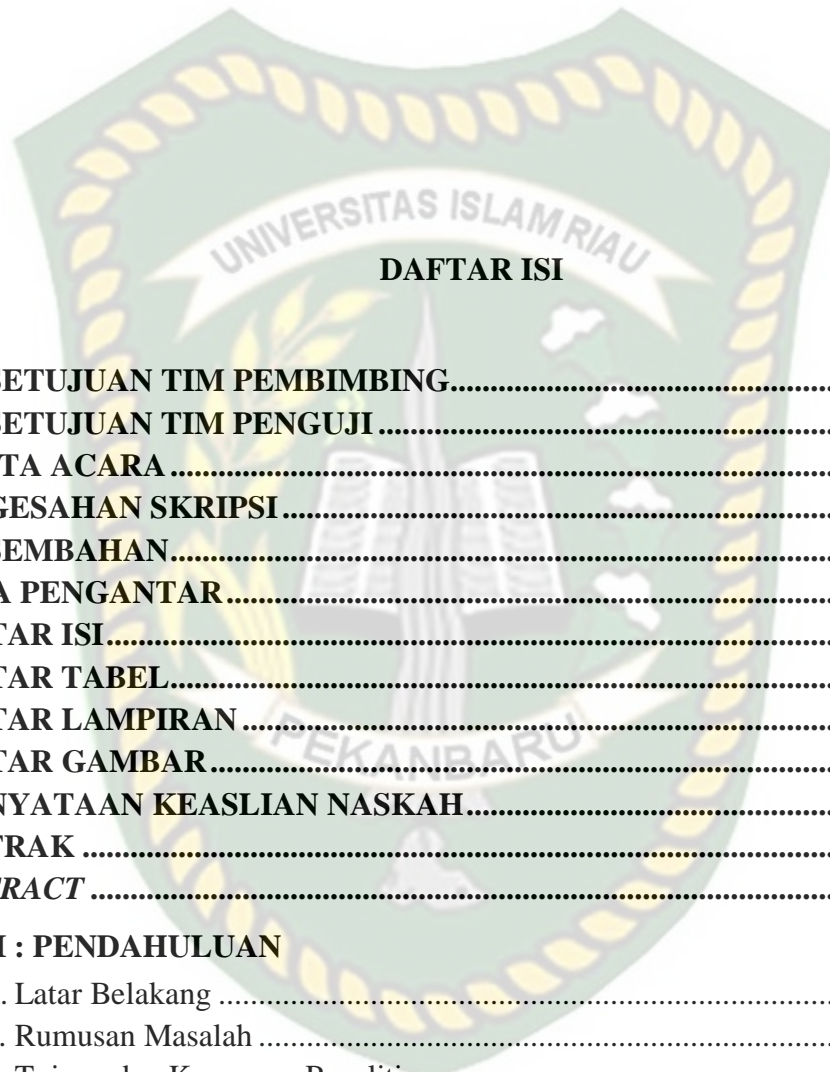 UNIVERSITAS ISLAM RIAU
DAFTAR ISI
SETUJUAN TIM PEMBIMBING
SETUJUAN TIM PENGUJI
TA ACARA
GESAHAN SKRIPSI
SEMBAHAN
A PENGANTAR
TAR ISI
TAR TABEL
TAR LAMPIRAN
TAR GAMBAR
PEKANBARU
NYATAAN KEASLIAN NASKAH
TRAK
RACT
I : PENDAHULUAN
. Latar Belakang
. Rumusan Masalah